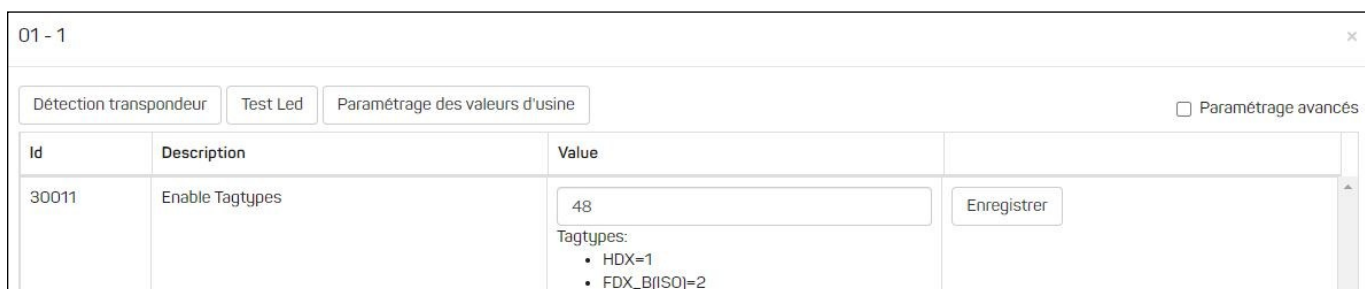 01 - 1
×
Détection transpondeur Test Led Paramétrage des valeurs d'usine Paramétrage avancés
Id Description Value
30011 Enable Tagtypes 48 Enregistrer
Tagtypes:
• HDX=1
• FDX_B(ISO)=2